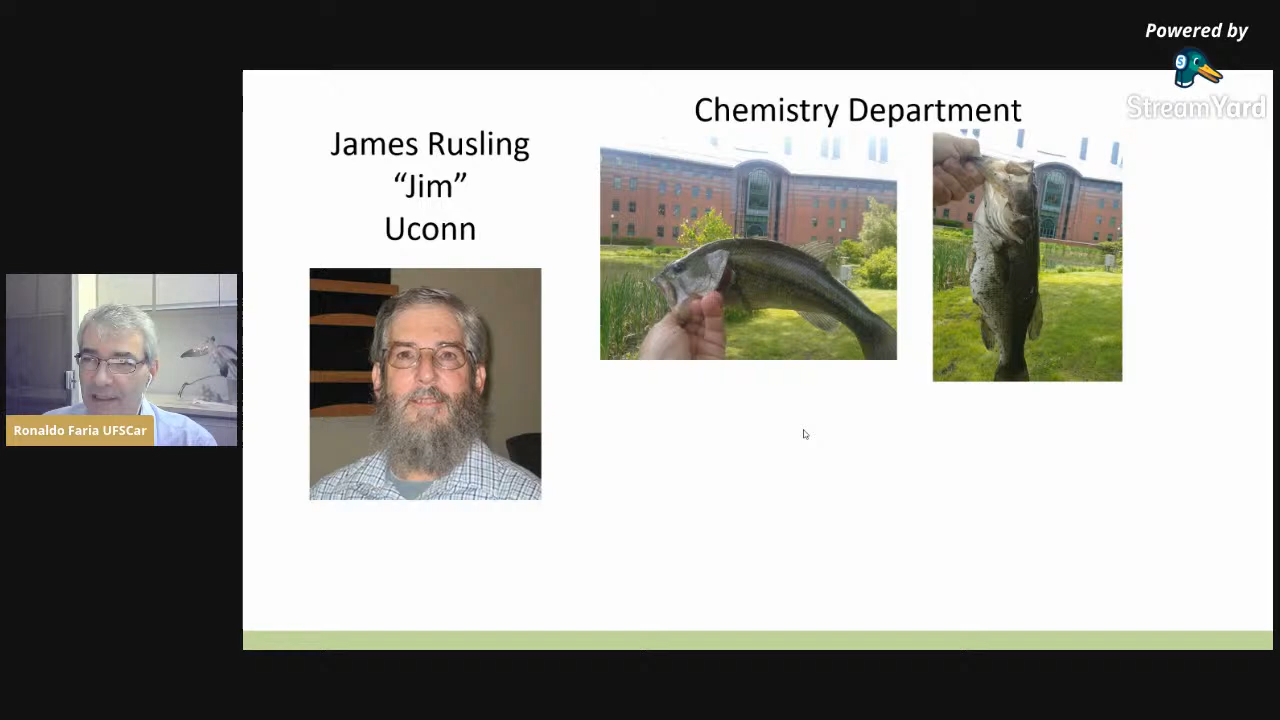 Powered by
StreamYard
Chemistry Department
James Rusling
“Jim”
Uconn
Ronaldo Faria UFSCar